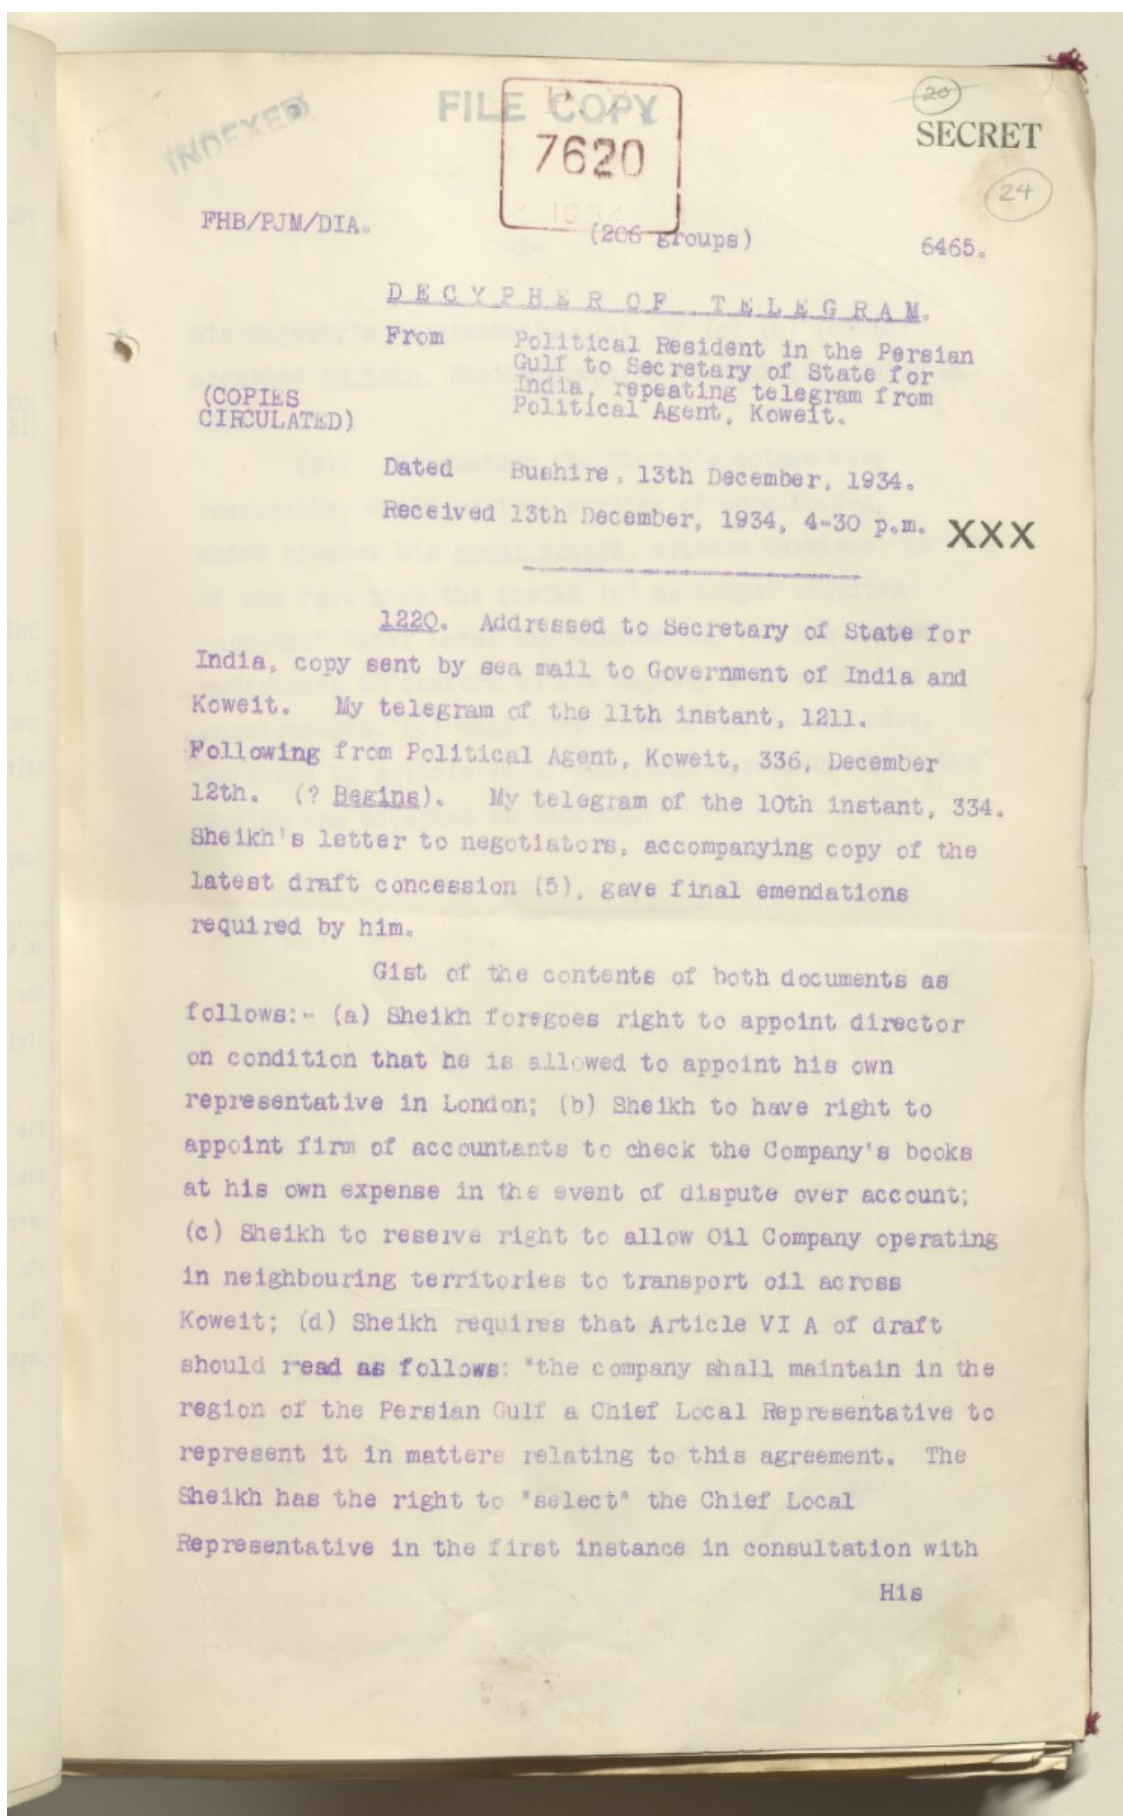 INDEXED
FILE COPY
7620
1934
20
SECRET
24
FHB/PJM/DIA.
(206 groups)
6465.
DECYPHER OF TELEGRAM.
From Political Resident in the Persian
Gulf to Secretary of State for
India, repeating telegram from
Political Agent, Koweit.
(COPIES
CIRCULATED)
Dated Bushire, 13th December, 1934.
Received 13th December, 1934, 4-30 p.m. XXX
1220. Addressed to Secretary of State for
India, copy sent by sea mail to Government of India and
Koweit. My telegram of the 11th instant, 1211.
Following from Political Agent, Koweit, 336, December
12th. (? Begins). My telegram of the 10th instant, 334.
Sheikh's letter to negotiators, accompanying copy of the
latest draft concession (5), gave final emendations
required by him.
Gist of the contents of both documents as
follows:- (a) Sheikh foregoes right to appoint director
on condition that he is allowed to appoint his own
representative in London; (b) Sheikh to have right to
appoint firm of accountants to check the Company's books
at his own expense in the event of dispute over account;
(c) Sheikh to reserve right to allow Oil Company operating
in neighbouring territories to transport oil across
Koweit; (d) Sheikh requires that Article VI A of draft
should read as follows: "the company shall maintain in the
region of the Persian Gulf a Chief Local Representative to
represent it in matters relating to this agreement. The
Sheikh has the right to "select" the Chief Local
Representative in the first instance in consultation with
His